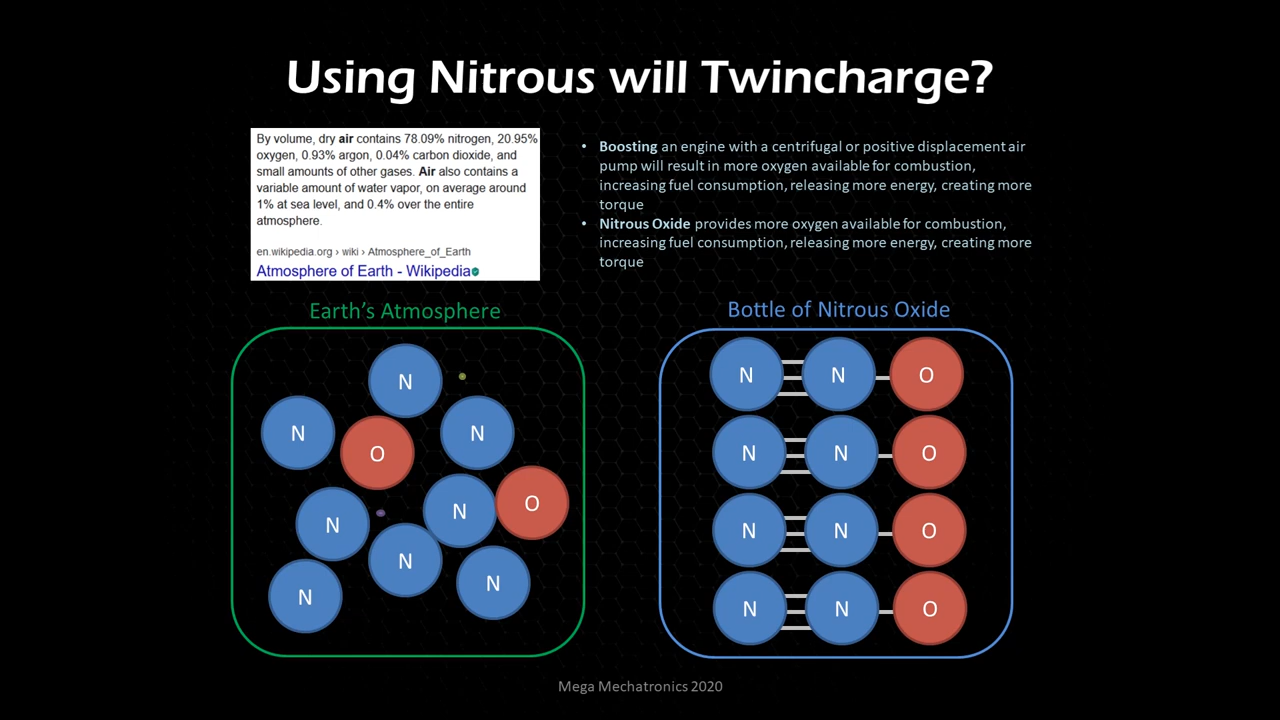 Using Nitrous will Twincharge?
By volume, dry air contains 78.09% nitrogen, 20.95%
oxygen, 0.93% argon, 0.04% carbon dioxide, and
small amounts of other gases. Air also contains a
variable amount of water vapor, on average around
1% at sea level, and 0.4% over the entire
atmosphere.
en.wikipedia.org › wiki › Atmosphere_of_Earth
Atmosphere of Earth - Wikipedia
• Boosting an engine with a centrifugal or positive displacement air
pump will result in more oxygen available for combustion,
increasing fuel consumption, releasing more energy, creating more
torque
• Nitrous Oxide provides more oxygen available for combustion,
increasing fuel consumption, releasing more energy, creating more
torque
Earth's Atmosphere
N
N
N
O
O
N
N
N
N
N
Bottle of Nitrous Oxide
N N O
N N O
N N O
N N O
Mega Mechatronics 2020